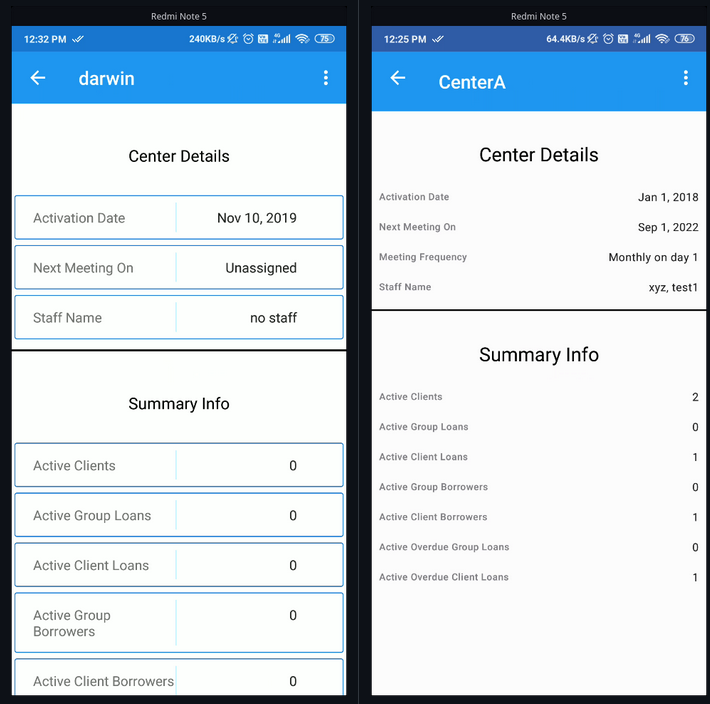 Redmi Note 5
12:32 PM
240KB/s
4G
75
darwin
Center Details
Activation Date
Nov 10, 2019
Next Meeting On
Unassigned
Staff Name
no staff
Summary Info
Active Clients
0
Active Group Loans
0
Active Client Loans
0
Active Group
Borrowers
0
Active Client Borrowers
0
Redmi Note 5
12:25 PM
64.4KB/s
4G
76
CenterA
Center Details
Activation Date
Jan 1, 2018
Next Meeting On
Sep 1, 2022
Meeting Frequency
Monthly on day 1
Staff Name
xyz, test1
Summary Info
Active Clients
2
Active Group Loans
0
Active Client Loans
1
Active Group Borrowers
0
Active Client Borrowers
1
Active Overdue Group Loans
0
Active Overdue Client Loans
1